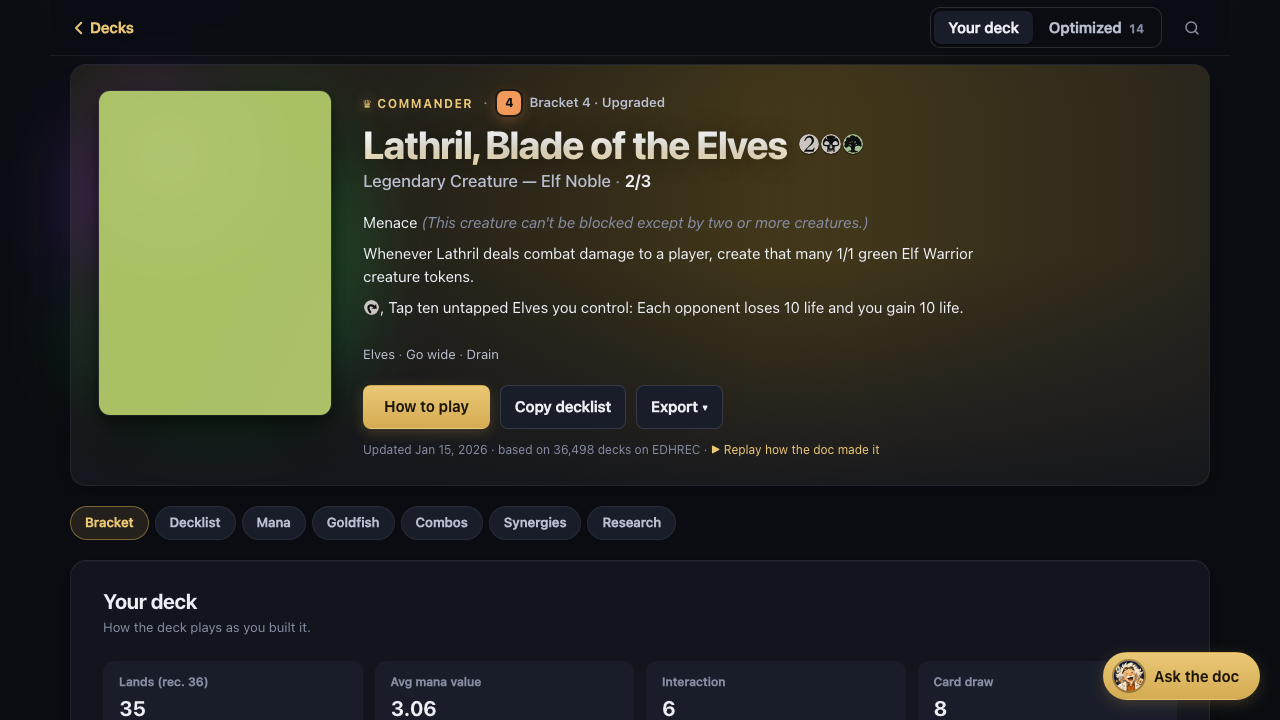 Decks
Your deck
Optimized 14
COMMANDER · 4 Bracket 4 · Upgraded
Lathril, Blade of the Elves 2
Legendary Creature — Elf Noble · 2/3
Menace (This creature can't be blocked except by two or more creatures.)
Whenever Lathril deals combat damage to a player, create that many 1/1 green Elf Warrior
creature tokens.
, Tap ten untapped Elves you control: Each opponent loses 10 life and you gain 10 life.
Elves · Go wide · Drain
How to play
Copy decklist
Export ▾
Updated Jan 15, 2026 · based on 36,498 decks on EDHREC · ▶ Replay how the doc made it
Bracket
Decklist
Mana
Goldfish
Combos
Synergies
Research
Your deck
How the deck plays as you built it.
Lands (rec. 36)
35
Avg mana value
3.06
Interaction
6
Card draw
8
Ask the doc